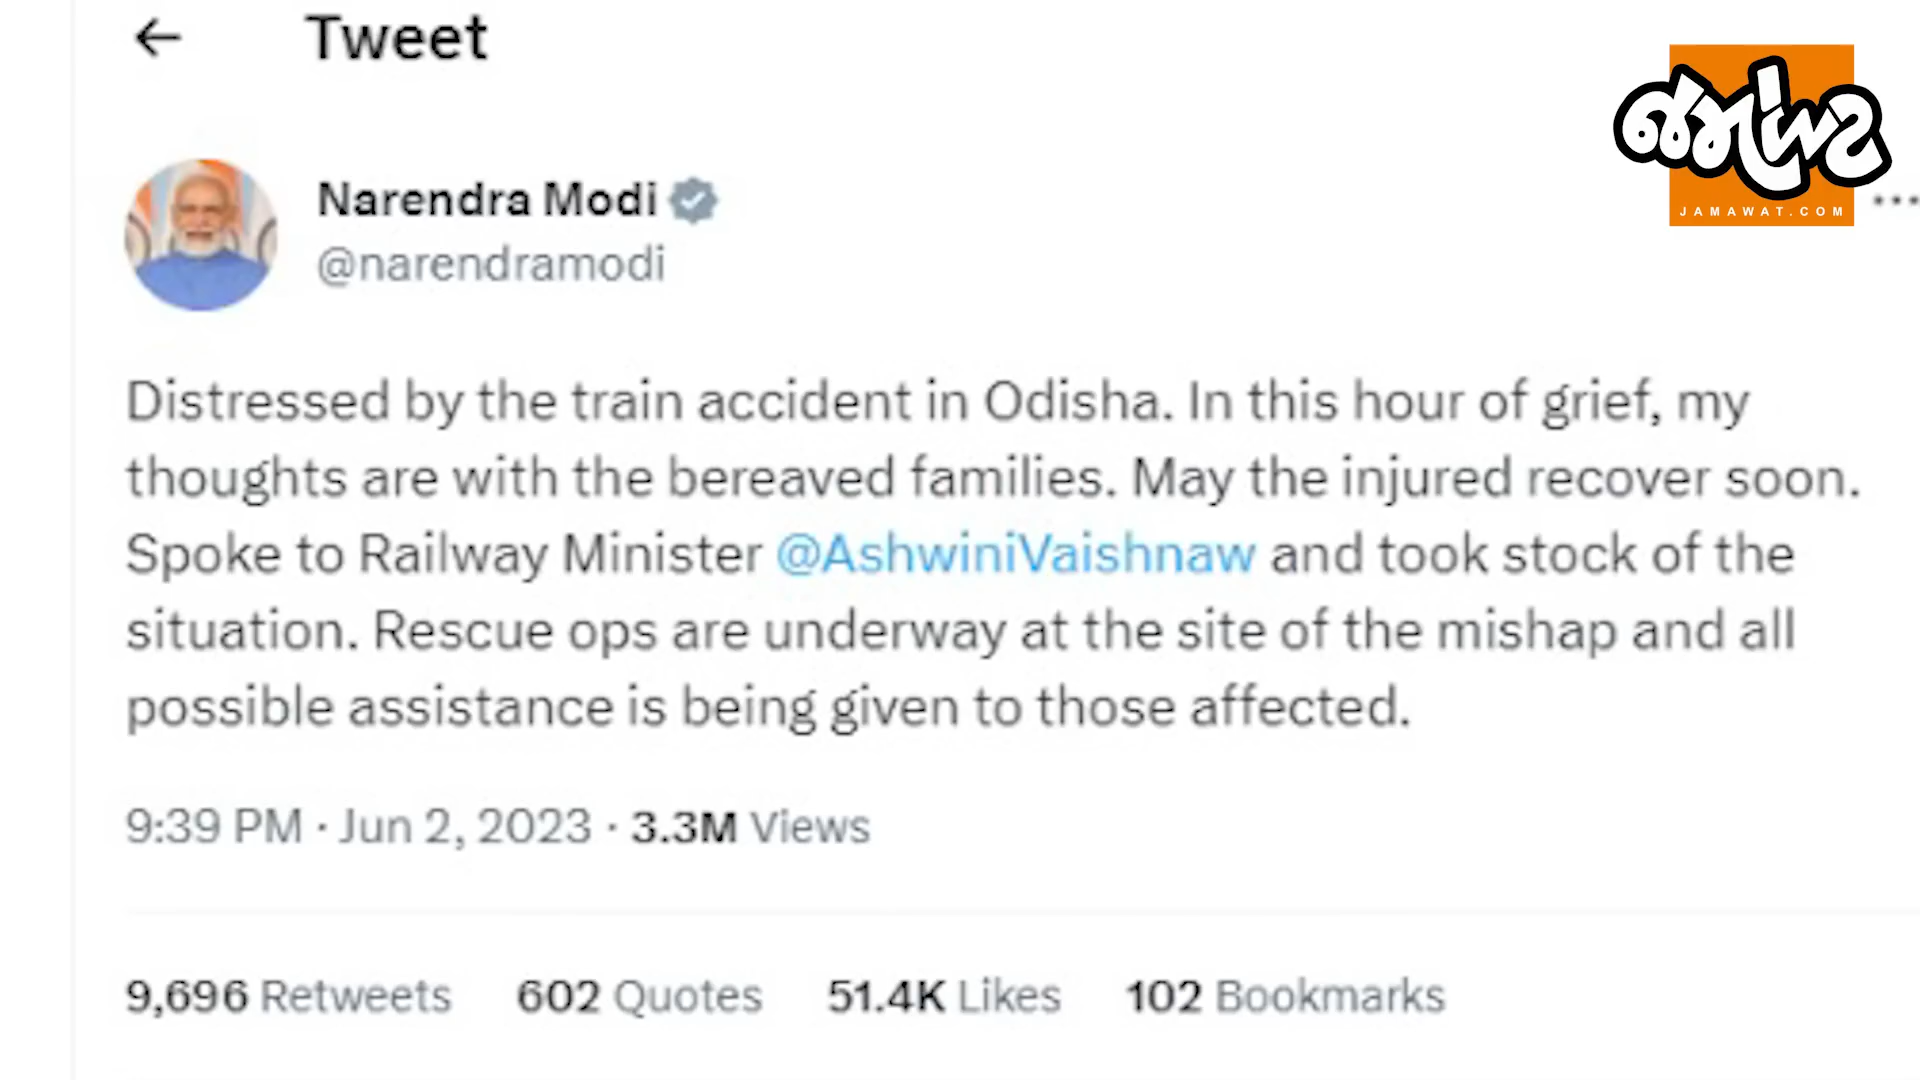 Tweet
જમાવટ
JAMAWAT.COM
Narendra Modi
@narendramodi
Distressed by the train accident in Odisha. In this hour of grief, my
thoughts are with the bereaved families. May the injured recover soon.
Spoke to Railway Minister @AshwiniVaishnaw and took stock of the
situation. Rescue ops are underway at the site of the mishap and all
possible assistance is being given to those affected.
9:39 PM · Jun 2, 2023 · 3.3M Views
9,696 Retweets 602 Quotes 51.4K Likes 102 Bookmarks